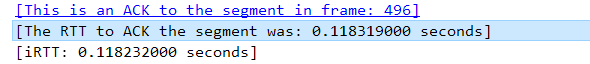 [This is an ACK to the segment in frame: 496]
[The RTT to ACK the segment was: 0.118319000 seconds]
[iRTT: 0.118232000 seconds]